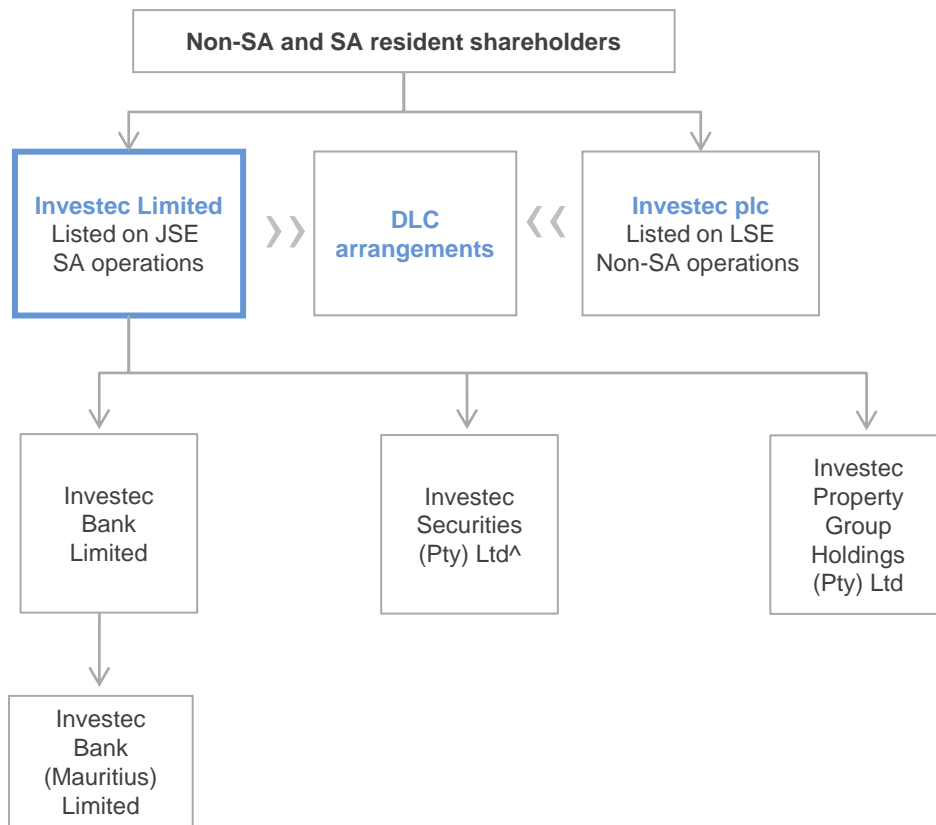 Non-SA and SA resident shareholders
Investec Limited
Listed on JSE
SA operations
DLC
arrangements
Investec plc
Listed on LSE
Non-SA operations
Investec
Bank
Limited
Investec
Securities
(Pty) Ltd^
Investec
Property
Group
Holdings
(Pty) Ltd
Investec
Bank
(Mauritius)
Limited